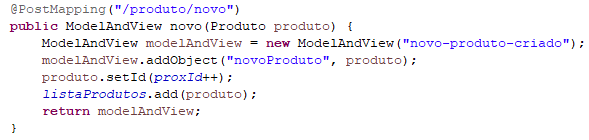 @PostMapping("/produto/novo")
public ModelAndView novo(Produto produto) {
    ModelAndView modelAndView = new ModelAndView("novo-produto-criado");
    modelAndView.addObject("novoProduto", produto);
    produto.setId(proxId++);
    listaProdutos.add(produto);
    return modelAndView;
}